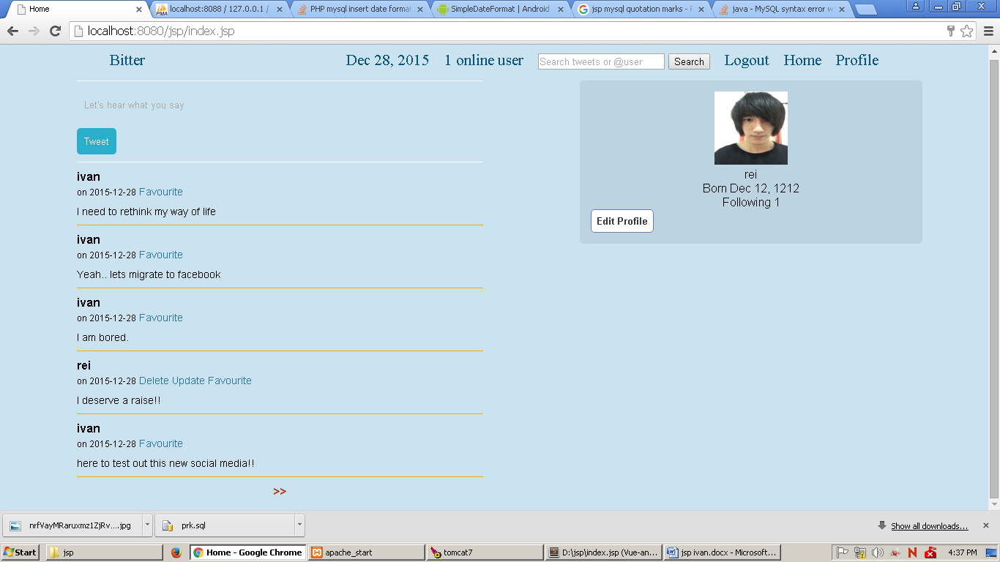 Home
localhost:8088 / 127.0.0.1 /
PHP mysql insert date format
SimpleDateFormat | Android
jsp mysql quotation marks -
java - MySQL syntax error
localhost:8080/jsp/index.jsp
Bitter
Dec 28, 2015
1 online user
Search tweets or @user
Search
Logout
Home
Profile
Let's hear what you say
Tweet
ivan
on 2015-12-28 Favourite
I need to rethink my way of life
ivan
on 2015-12-28 Favourite
Yeah.. lets migrate to facebook
ivan
on 2015-12-28 Favourite
I am bored.
rei
on 2015-12-28 Delete Update Favourite
I deserve a raise!!
ivan
on 2015-12-28 Favourite
here to test out this new social media!!
>>
rei
Born Dec 12, 1212
Following 1
Edit Profile
nrfVayMRaruxmz1ZjRv....jpg
prk.sql
Show all downloads...
Start
jsp
Home - Google Chrome
apache_start
tomcat7
D:\jsp\index.jsp (Vue-an...
jsp ivan.docx - Microsoft...
4:37 PM